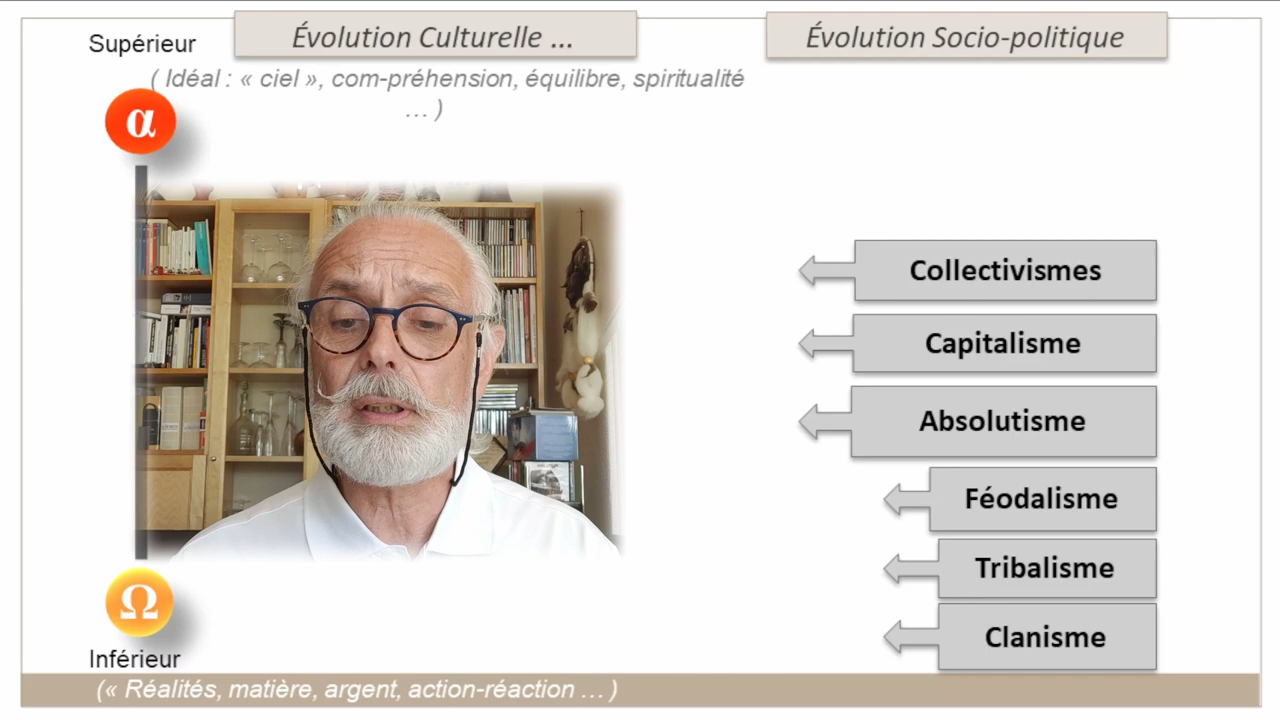 Supérieur
Évolution Culturelle ...
Évolution Socio-politique
( Idéal : « ciel », com-préhension, équilibre, spiritualité
… )
α
Collectivismes
Capitalisme
Absolutisme
Féodalisme
Tribalisme
Clanisme
Ω
Inférieur
(« Réalités, matière, argent, action-réaction … )